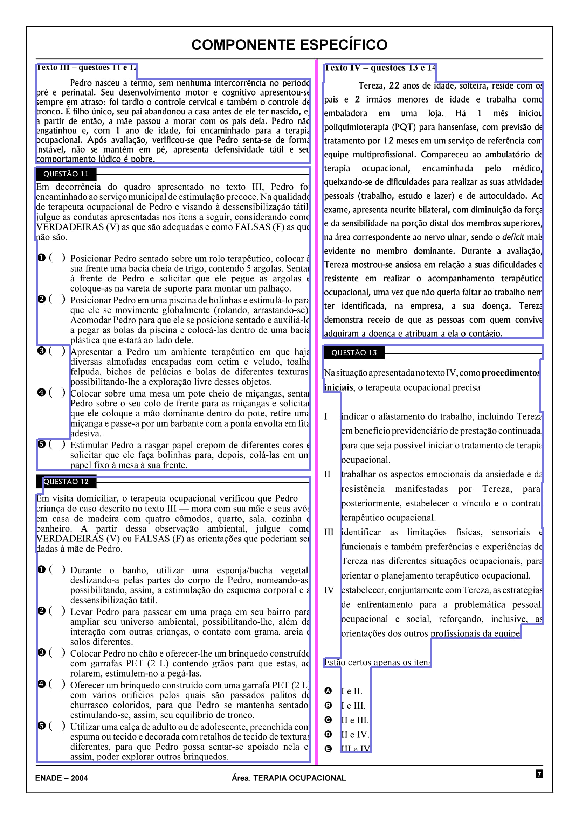 COMPONENTE ESPECÍFICO
Texto III – questões 11 e 12
Pedro nasceu a termo, sem nenhuma intercorrência no período
pré e perinatal. Seu desenvolvimento motor e cognitivo apresentou-se
sempre em atraso: foi tardio o controle cervical e também o controle de
tronco. É filho único, seu pai abandonou a casa antes de ele ter nascido, e,
a partir de então, a mãe passou a morar com os pais dela. Pedro não
engatinhou e, com 1 ano de idade, foi encaminhado para a terapia
ocupacional. Após avaliação, verificou-se que Pedro senta-se de forma
instável, não se mantém em pé, apresenta defensividade tátil e seu
comportamento lúdico é pobre.
QUESTÃO 11
Em decorrência do quadro apresentado no texto III, Pedro foi
encaminhado ao serviço municipal de estimulação precoce. Na qualidade
de terapeuta ocupacional de Pedro e visando à dessensibilização tátil,
julgue as condutas apresentadas nos itens a seguir, considerando como
VERDADEIRAS (V) as que são adequadas e como FALSAS (F) as que
não são.
❶ ( ) Posicionar Pedro sentado sobre um rolo terapêutico, colocar à
sua frente uma bacia cheia de trigo, contendo 5 argolas. Sentar
à frente de Pedro e solicitar que ele pegue as argolas e
coloque-as na vareta de suporte para montar um palhaço.
❷ ( ) Posicionar Pedro em uma piscina de bolinhas e estimulá-lo para
que ele se movimente globalmente (rolando, arrastando-se).
Acomodar Pedro para que ele se posicione sentado e auxiliá-lo
a pegar as bolas da piscina e colocá-las dentro de uma bacia
plástica que estará ao lado dele.
❸ ( ) Apresentar a Pedro um ambiente terapêutico em que haja
diversas almofadas encapadas com cetim e veludo, toalha
felpuda, bichos de pelúcias e bolas de diferentes texturas,
possibilitando-lhe a exploração livre desses objetos.
❹ ( ) Colocar sobre uma mesa um pote cheio de miçangas, sentar
Pedro sobre o seu colo de frente para as miçangas e solicitar
que ele coloque a mão dominante dentro do pote, retire uma
miçanga e passe-a por um barbante com a ponta envolta em fita
adesiva.
❺ ( ) Estimular Pedro a rasgar papel crepom de diferentes cores e
solicitar que ele faça bolinhas para, depois, colá-las em um
papel fixo à mesa à sua frente.
QUESTÃO 12
Em visita domiciliar, o terapeuta ocupacional verificou que Pedro —
criança do caso descrito no texto III — mora com sua mãe e seus avós
em casa de madeira com quatro cômodos, quarto, sala, cozinha e
banheiro. A partir dessa observação ambiental, julgue como
VERDADEIRAS (V) ou FALSAS (F) as orientações que poderiam ser
dadas à mãe de Pedro.
❶ ( ) Durante o banho, utilizar uma esponja/bucha vegetal,
deslizando-a pelas partes do corpo de Pedro, nomeando-as,
possibilitando, assim, a estimulação do esquema corporal e a
dessensibilização tátil.
❷ ( ) Levar Pedro para passear em uma praça em seu bairro para
ampliar seu universo ambiental, possibilitando-lhe, além da
interação com outras crianças, o contato com grama, areia e
solos diferentes.
❸ ( ) Colocar Pedro no chão e oferecer-lhe um brinquedo construído
com garrafas PET (2 L) contendo grãos para que estas, ao
rolarem, estimulem-no a pegá-las.
❹ ( ) Oferecer um brinquedo construído com uma garrafa PET (2 L)
com vários orifícios pelos quais são passados palitos de
churrasco coloridos, para que Pedro se mantenha sentado,
estimulando-se, assim, seu equilíbrio de tronco.
❺ ( ) Utilizar uma calça de adulto ou de adolescente, preenchida com
espuma ou tecido e decorada com retalhos de tecido de texturas
diferentes, para que Pedro possa sentar-se apoiado nela e,
assim, poder explorar outros brinquedos.
Texto IV – questões 13 e 14
Tereza, 22 anos de idade, solteira, reside com os
pais e 2 irmãos menores de idade e trabalha como
embaladora em uma loja. Há 1 mês iniciou
poliquimioterapia (PQT) para hanseníase, com previsão de
tratamento por 12 meses em um serviço de referência com
equipe multiprofissional. Compareceu ao ambulatório de
terapia ocupacional, encaminhada pelo médico,
queixando-se de dificuldades para realizar as suas atividades
pessoais (trabalho, estudo e lazer) e de autocuidado. Ao
exame, apresenta neurite bilateral, com diminuição da força
e da sensibilidade na porção distal dos membros superiores,
na área correspondente ao nervo ulnar, sendo o deficit mais
evidente no membro dominante. Durante a avaliação,
Tereza mostrou-se ansiosa em relação a suas dificuldades e
resistente em realizar o acompanhamento terapêutico
ocupacional, uma vez que não queria faltar ao trabalho nem
ter identificada, na empresa, a sua doença. Tereza
demonstra receio de que as pessoas com quem convive
adquiram a doença e atribuam a ela o contágio.
QUESTÃO 13
Na situação apresentada no texto IV, como procedimentos
iniciais, o terapeuta ocupacional precisa
I indicar o afastamento do trabalho, incluindo Tereza
em benefício previdenciário de prestação continuada,
para que seja possível iniciar o tratamento de terapia
ocupacional.
II trabalhar os aspectos emocionais da ansiedade e da
resistência manifestadas por Tereza, para,
posteriormente, estabelecer o vínculo e o contrato
terapêutico ocupacional.
III identificar as limitações físicas, sensoriais e
funcionais e também preferências e experiências de
Tereza nas diferentes situações ocupacionais, para
orientar o planejamento terapêutico ocupacional.
IV estabelecer, conjuntamente com Tereza, as estratégias
de enfrentamento para a problemática pessoal,
ocupacional e social, reforçando, inclusive, as
orientações dos outros profissionais da equipe.
Estão certos apenas os itens
Ⓐ I e II.
Ⓑ I e III.
Ⓒ II e III.
Ⓓ II e IV.
Ⓔ III e IV.
ENADE – 2004
Área: TERAPIA OCUPACIONAL
7